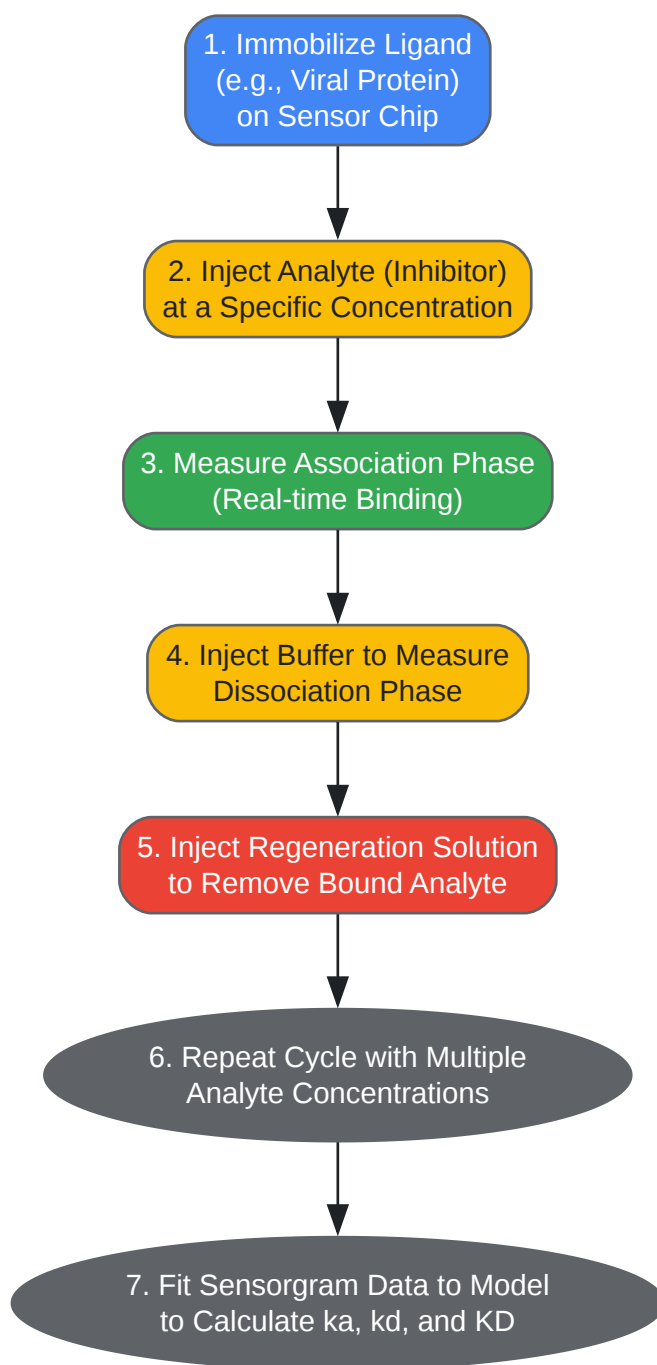 1. Immobilize Ligand
(e.g., Viral Protein)
on Sensor Chip
2. Inject Analyte (Inhibitor)
at a Specific Concentration
3. Measure Association Phase
(Real-time Binding)
4. Inject Buffer to Measure
Dissociation Phase
5. Inject Regeneration Solution
to Remove Bound Analyte
6. Repeat Cycle with Multiple
Analyte Concentrations
7. Fit Sensorgram Data to Model
to Calculate ka, kd, and KD